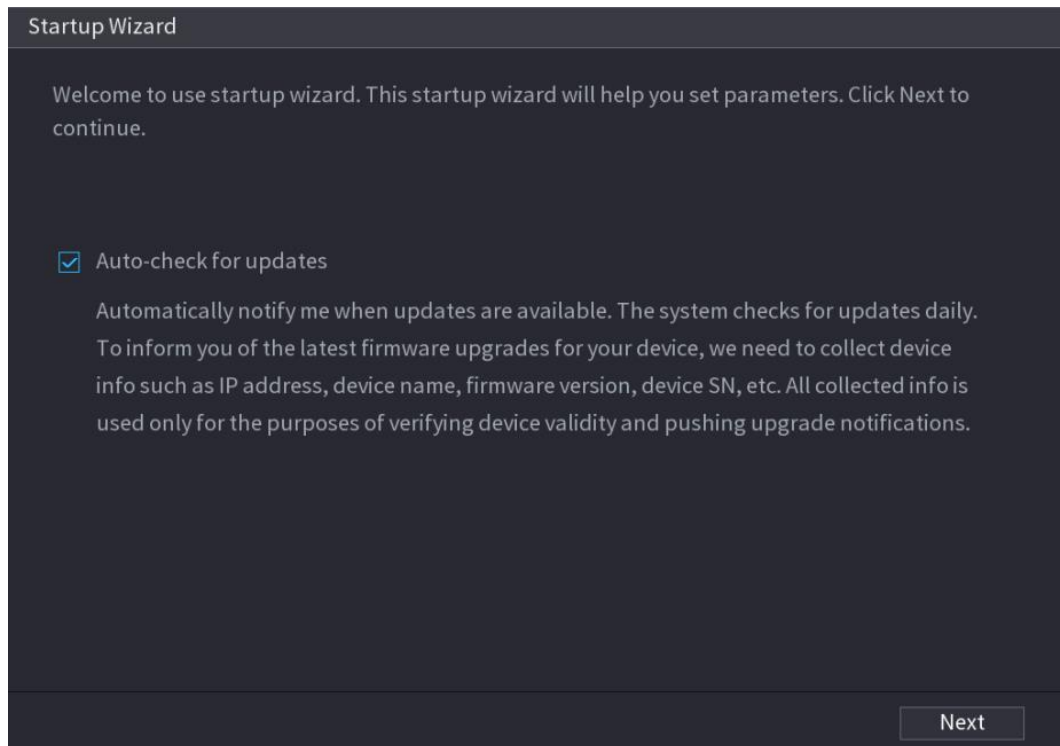 Startup Wizard
Welcome to use startup wizard. This startup wizard will help you set parameters. Click Next to
continue.
Auto-check for updates
Automatically notify me when updates are available. The system checks for updates daily.
To inform you of the latest firmware upgrades for your device, we need to collect device
info such as IP address, device name, firmware version, device SN, etc. All collected info is
used only for the purposes of verifying device validity and pushing upgrade notifications.
Next